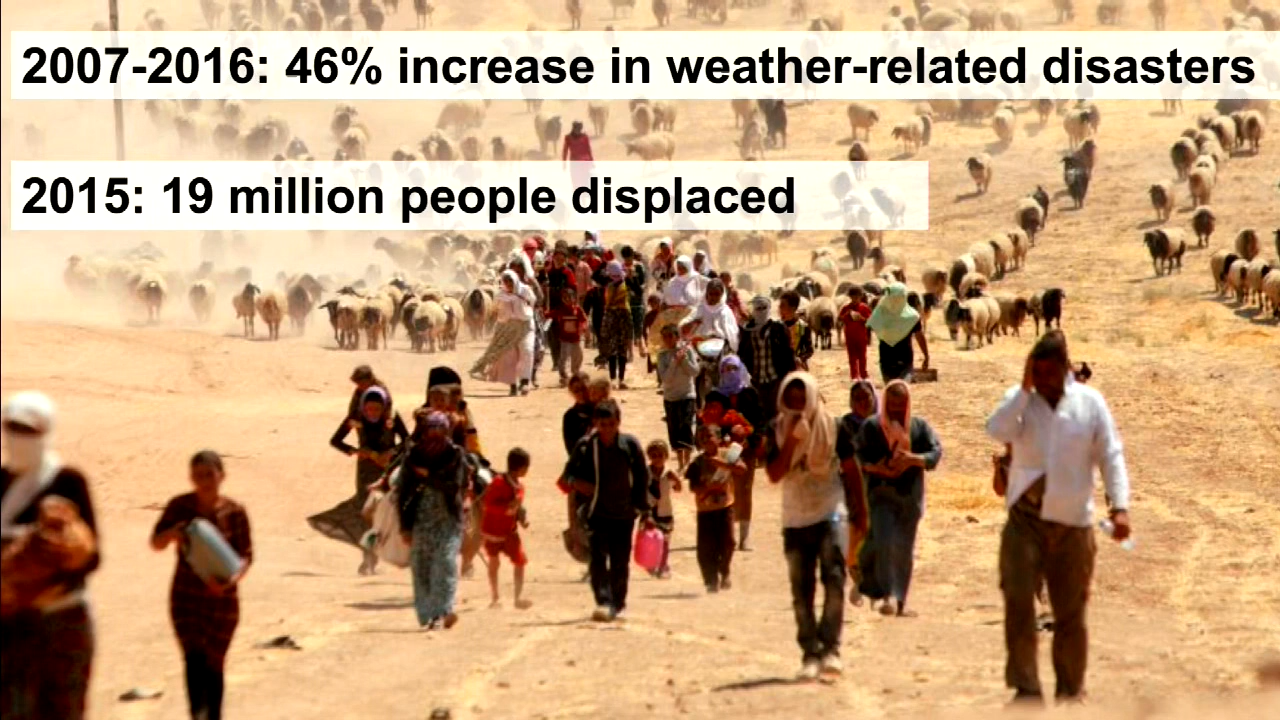 2007-2016: 46% increase in weather-related disasters
2015: 19 million people displaced